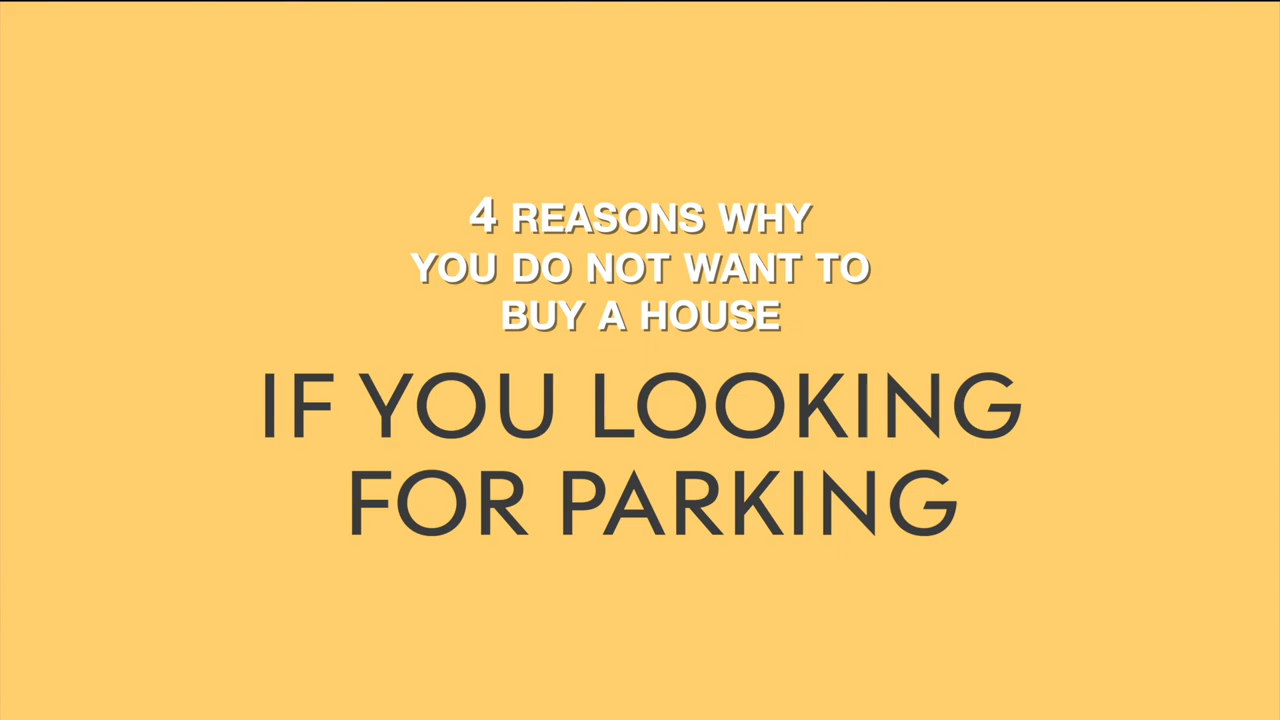 4 REASONS WHY
YOU DO NOT WANT TO
BUY A HOUSE
IF YOU LOOKING
FOR PARKING